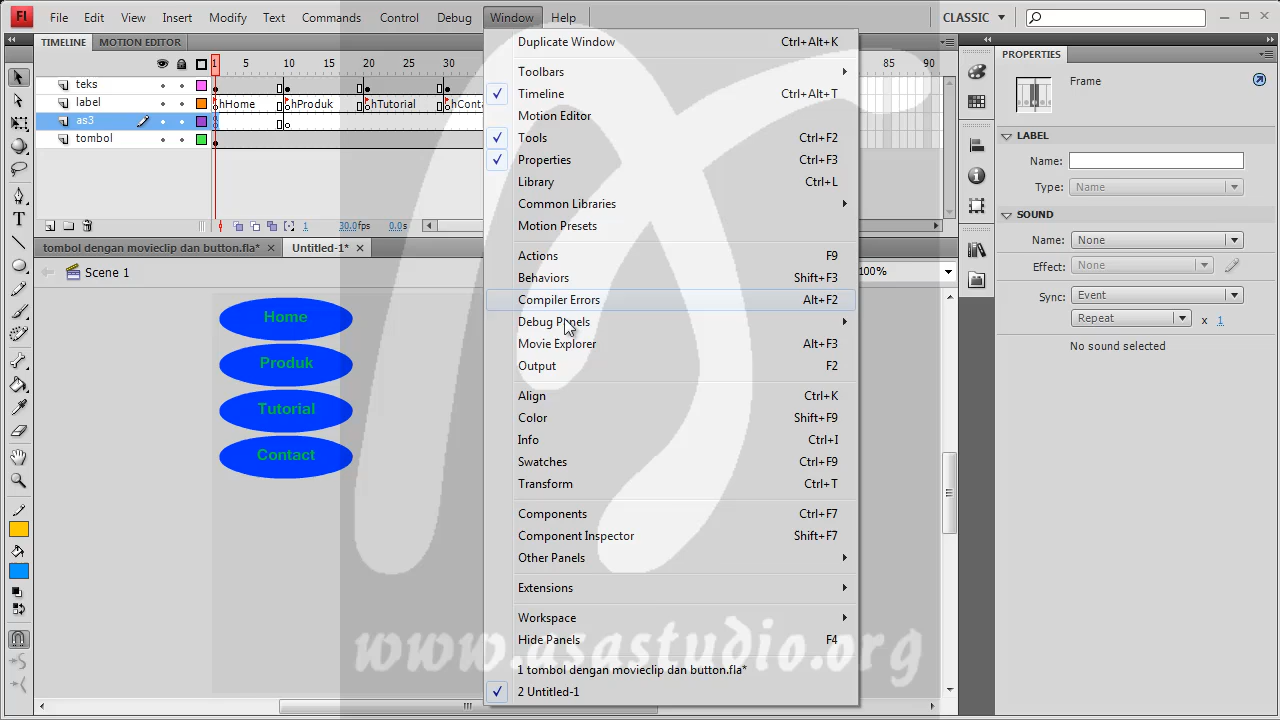 Fl File Edit View Insert Modify Text Commands Control Debug Window Help CLASSIC
TIMELINE MOTION EDITOR
1 5 10 15 20 25 30 85 90
teks
label hHome hProduk hTutorial hCont
as3
tombol
1 30.0fps 0.0s
tombol dengan movieclip dan button.fla* Untitled-1*
Scene 1 100%
Home
Produk
Tutorial
Contact
Duplicate Window Ctrl+Alt+K
Toolbars
Timeline Ctrl+Alt+T
Motion Editor
Tools Ctrl+F2
Properties Ctrl+F3
Library Ctrl+L
Common Libraries
Motion Presets
Actions F9
Behaviors Shift+F3
Compiler Errors Alt+F2
Debug Panels
Movie Explorer Alt+F3
Output F2
Align Ctrl+K
Color Shift+F9
Info Ctrl+I
Swatches Ctrl+F9
Transform Ctrl+T
Components Ctrl+F7
Component Inspector Shift+F7
Other Panels
Extensions
Workspace
Hide Panels F4
1 tombol dengan movieclip dan button.fla*
2 Untitled-1
PROPERTIES
Frame
LABEL
Name:
Type: Name
SOUND
Name: None
Effect: None
Sync: Event
Repeat x 1
No sound selected
www.asastudio.org